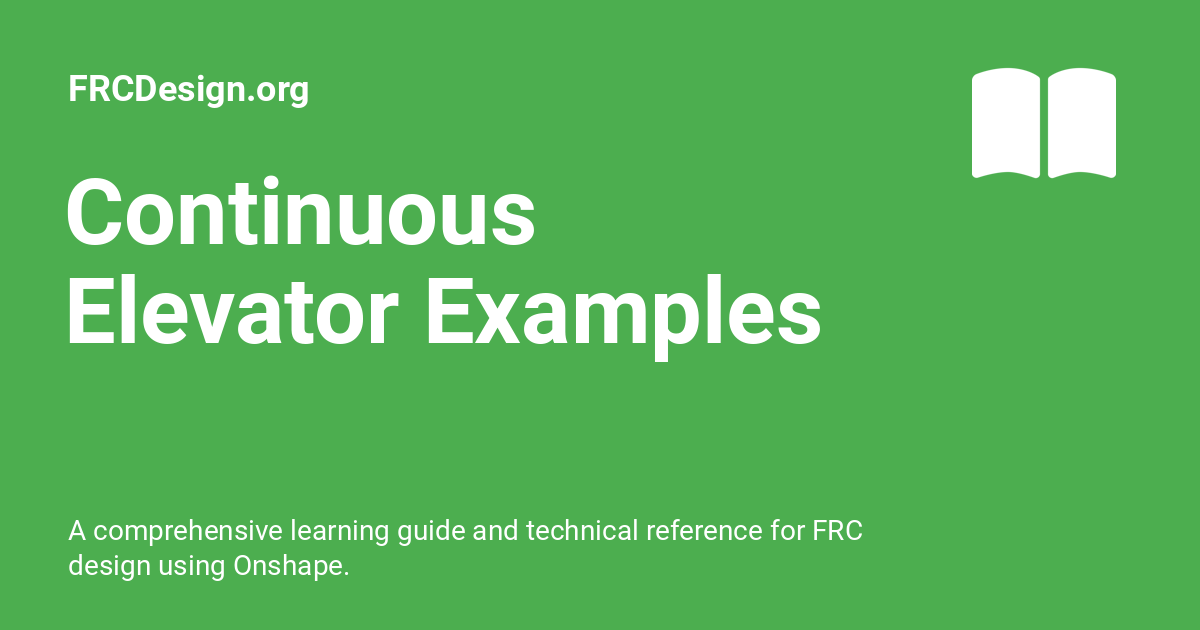 FRCDesign.org
Continuous
Elevator Examples
A comprehensive learning guide and technical reference for FRC
design using Onshape.